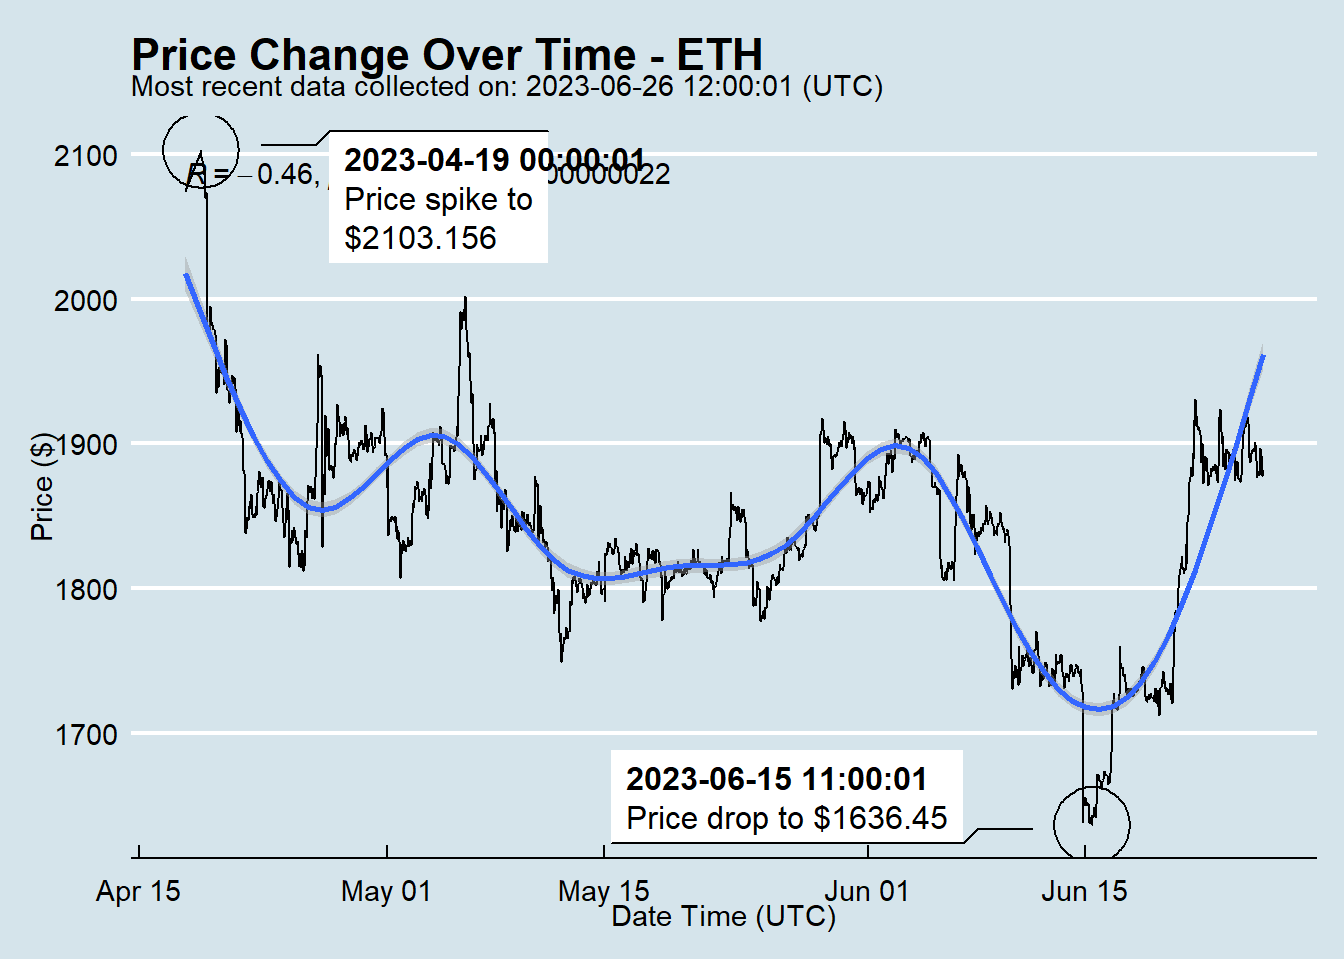 Price Change Over Time - ETH
Most recent data collected on: 2023-06-26 12:00:01 (UTC)
2100
2000
1900
1800
1700
Price ($)
R = −0.46, 00000022
2023-04-19 00:00:01
Price spike to
$2103.156
2023-06-15 11:00:01
Price drop to $1636.45
Apr 15
May 01
May 15
Jun 01
Jun 15
Date Time (UTC)